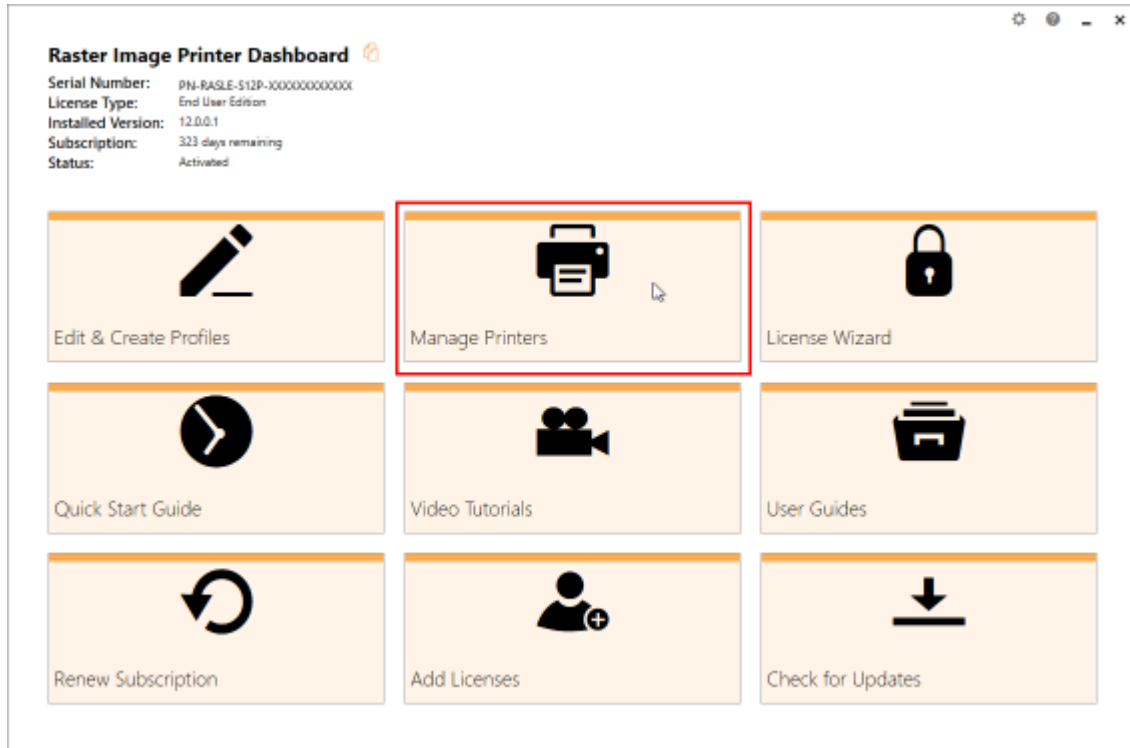 Raster Image Printer Dashboard
Serial Number: PN-RASLE-S12P-XXXXXXXXXXXX
License Type: End User Edition
Installed Version: 12.0.0.1
Subscription: 323 days remaining
Status: Activated
Edit & Create Profiles
Manage Printers
License Wizard
Quick Start Guide
Video Tutorials
User Guides
Renew Subscription
Add Licenses
Check for Updates